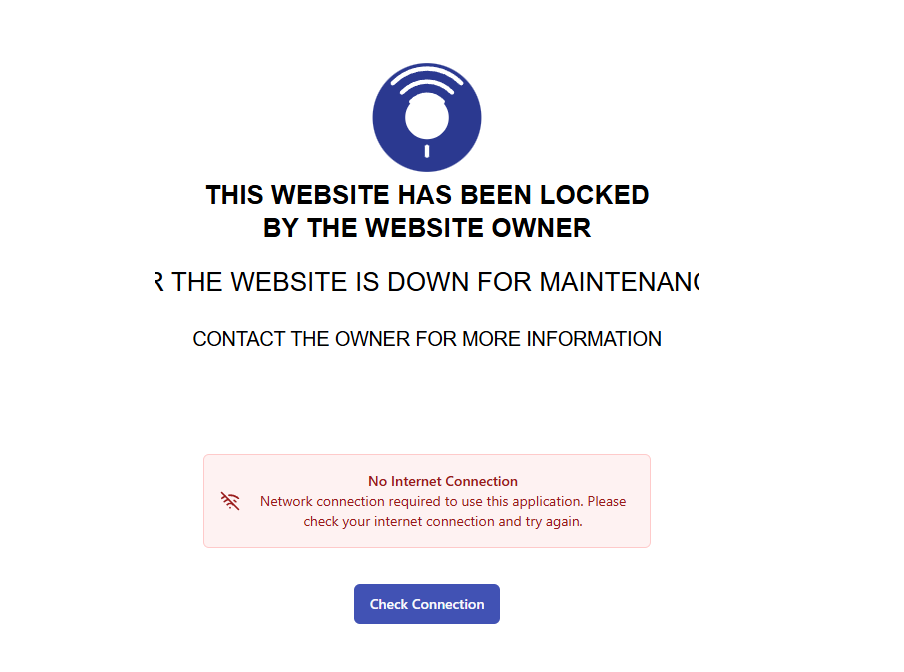 THIS WEBSITE HAS BEEN LOCKED
BY THE WEBSITE OWNER
R THE WEBSITE IS DOWN FOR MAINTENANC
CONTACT THE OWNER FOR MORE INFORMATION
No Internet Connection
Network connection required to use this application. Please
check your internet connection and try again.
Check Connection